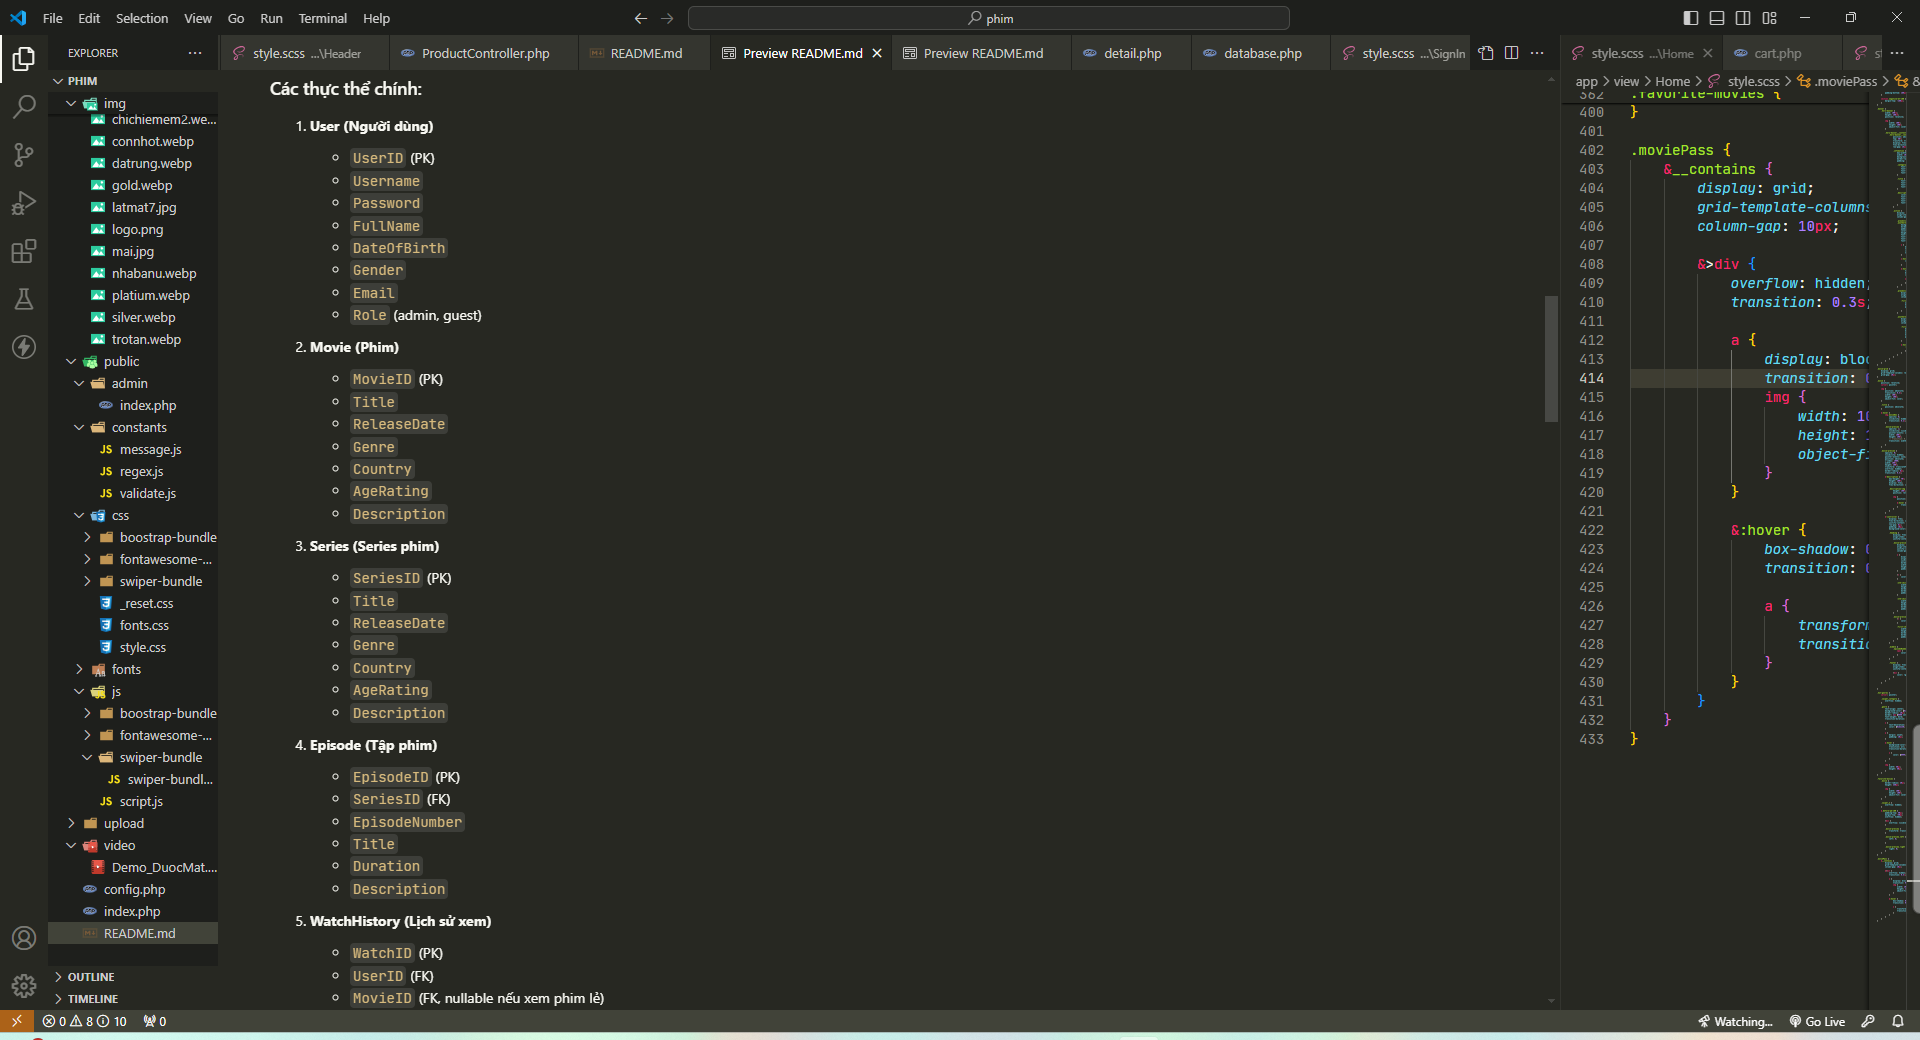 File Edit Selection View Go Run Terminal Help
phim
EXPLORER
PHIM
img
chichiemem2.we...
connhot.webp
datrung.webp
gold.webp
latmat7.jpg
logo.png
mai.jpg
nhabanu.webp
platium.webp
silver.webp
trotan.webp
public
admin
index.php
constants
JS message.js
JS regex.js
JS validate.js
css
boostrap-bundle
fontawesome-...
swiper-bundle
_reset.css
fonts.css
style.css
fonts
js
boostrap-bundle
fontawesome-...
swiper-bundle
JS swiper-bundl...
JS script.js
upload
video
Demo_DuocMat....
config.php
index.php
README.md
OUTLINE
TIMELINE
style.scss ...\Header
ProductController.php
README.md
Preview README.md
Preview README.md
detail.php
database.php
style.scss ...\SignIn
Các thực thể chính:
1. User (Người dùng)
UserID (PK)
Username
Password
FullName
DateOfBirth
Gender
Email
Role (admin, guest)
2. Movie (Phim)
MovieID (PK)
Title
ReleaseDate
Genre
Country
AgeRating
Description
3. Series (Series phim)
SeriesID (PK)
Title
ReleaseDate
Genre
Country
AgeRating
Description
4. Episode (Tập phim)
EpisodeID (PK)
SeriesID (FK)
EpisodeNumber
Title
Duration
Description
5. WatchHistory (Lịch sử xem)
WatchID (PK)
UserID (FK)
MovieID (FK, nullable nếu xem phim lẻ)
style.scss ...\Home
cart.php
app > view > Home > style.scss > .moviePass > &
362 .favorite-movies {
400 }
401
402 .moviePass {
403 &__contains {
404 display: grid;
405 grid-template-columns
406 column-gap: 10px;
407
408 &>div {
409 overflow: hidden;
410 transition: 0.3s;
411
412 a {
413 display: bloc
414 transition: 0
415 img {
416 width: 10
417 height: 1
418 object-fi
419 }
420 }
421
422 &:hover {
423 box-shadow: 0
424 transition: 0
425
426 a {
427 transform
428 transitio
429 }
430 }
431 }
432 }
433 }
0 8 10 0
Watching...
Go Live